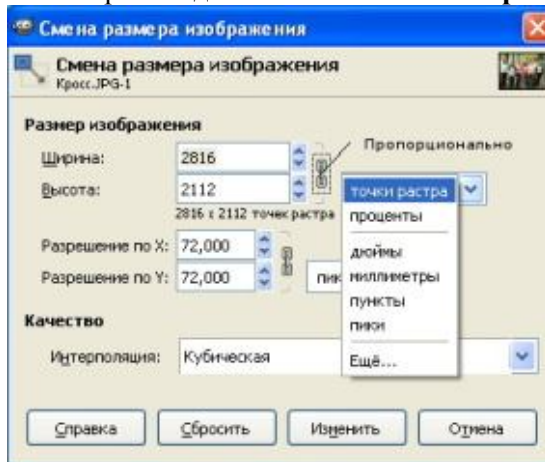 Смена размера изображения
Смена размера изображения
Кросс.JPG-1
Размер изображения
Пропорционально
Ширина: 2816
Высота: 2112
точки растра
2816 x 2112 точек растра
проценты
дюймы
Разрешение по X: 72,000
миллиметры
Разрешение по Y: 72,000
пик
пункты
пики
Качество
Интерполяция: Кубическая
Ещё...
Справка Сбросить Изменить Отмена